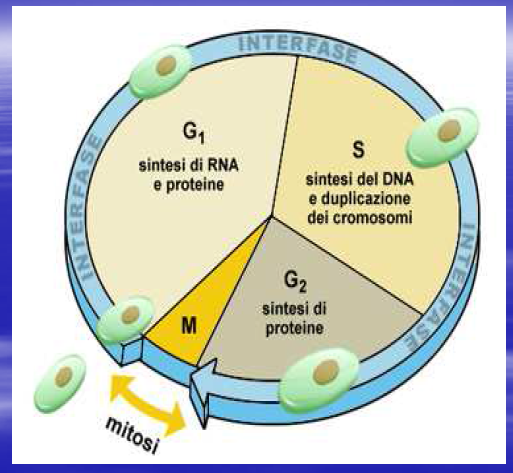 INTERFASE
G₁
sintesi di RNA
e proteine
S
sintesi del DNA
e duplicazione
dei cromosomi
INTERFASE
INTERFASE
G₂
sintesi di
proteine
M
INTERFASE
mitosi